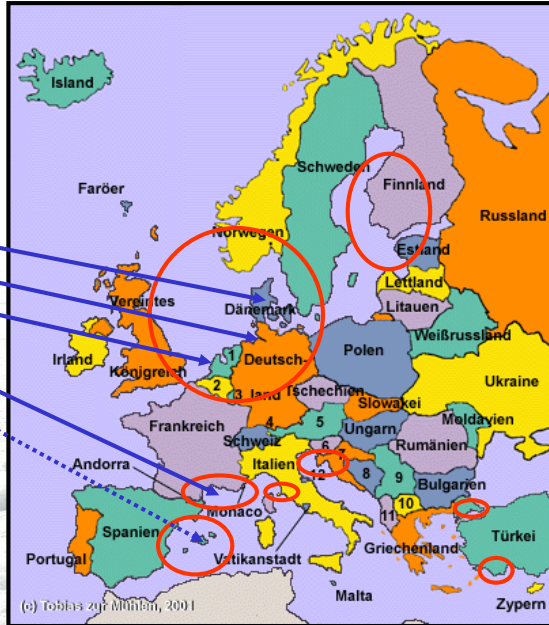 Island
Faröer
Schweden
Finnland
Russland
Norwegen
Estland
Lettland
Litauen
Weißrussland
Dänemark
Vereintes
Königreich
Irland
1
2
3
Deutsch-
land
Polen
Ukraine
Tschechien
Slowakei
Moldavien
4
5
Frankreich
Schweiz
Ungarn
Rumänien
6
7
Italien
12
8
9
Bulgarien
Andorra
Monaco
10
11
Spanien
Portugal
Vatikanstadt
Griechenland
Türkei
Malta
Zypern
(c) Tobias zur Mühlen, 2001